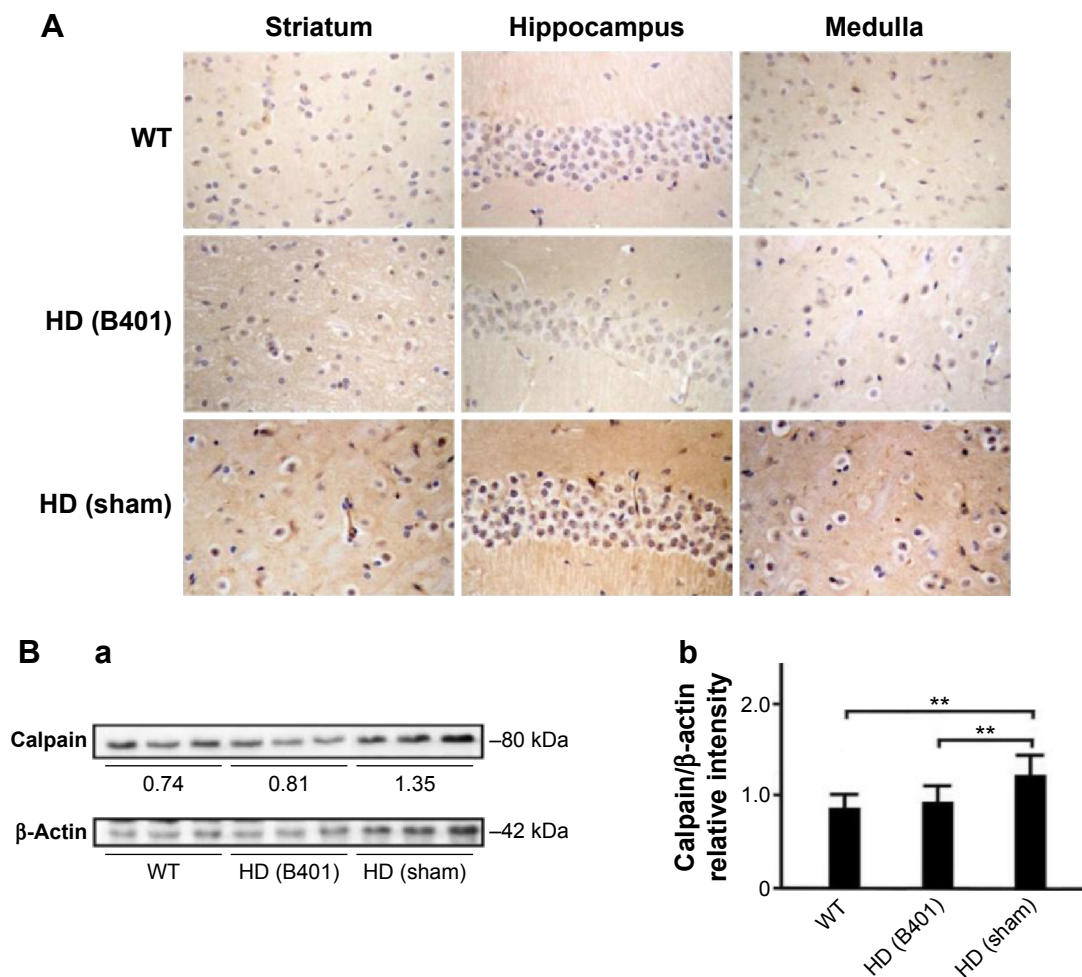 A
Striatum
Hippocampus
Medulla
WT
HD (B401)
HD (sham)
B
a
Calpain
–80 kDa
0.74
0.81
1.35
β-Actin
–42 kDa
WT
HD (B401)
HD (sham)
b
Calpain/β-actin
relative intensity
2.0
1.0
0
**
**
WT
HD (B401)
HD (sham)